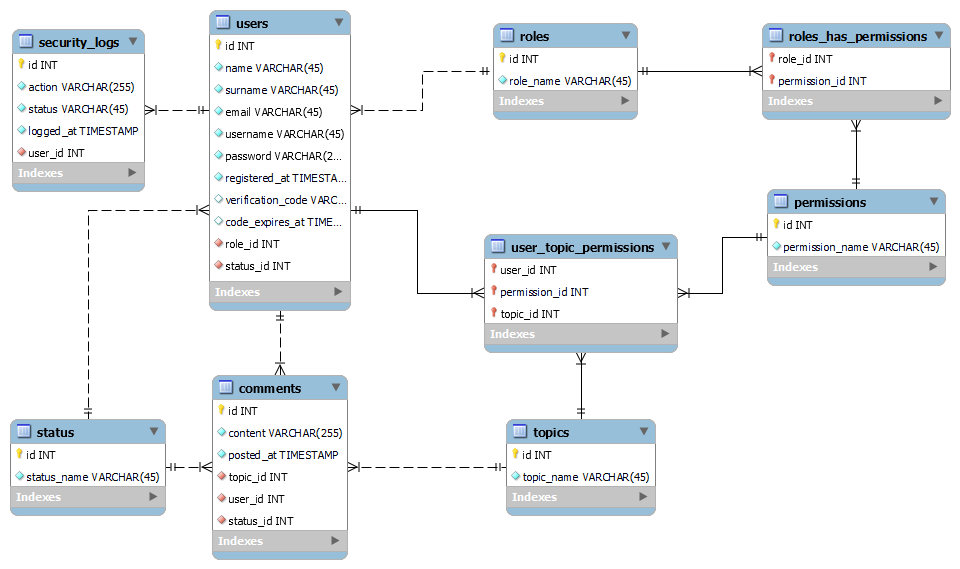 security_logs
id INT
action VARCHAR(255)
status VARCHAR(45)
logged_at TIMESTAMP
user_id INT
Indexes
users
id INT
name VARCHAR(45)
surname VARCHAR(45)
email VARCHAR(45)
username VARCHAR(45)
password VARCHAR(2...
registered_at TIMESTA...
verification_code VARC...
code_expires_at TIME...
role_id INT
status_id INT
Indexes
roles
id INT
role_name VARCHAR(45)
Indexes
roles_has_permissions
role_id INT
permission_id INT
Indexes
permissions
id INT
permission_name VARCHAR(45)
Indexes
user_topic_permissions
user_id INT
permission_id INT
topic_id INT
Indexes
status
id INT
status_name VARCHAR(45)
Indexes
comments
id INT
content VARCHAR(255)
posted_at TIMESTAMP
topic_id INT
user_id INT
status_id INT
Indexes
topics
id INT
topic_name VARCHAR(45)
Indexes